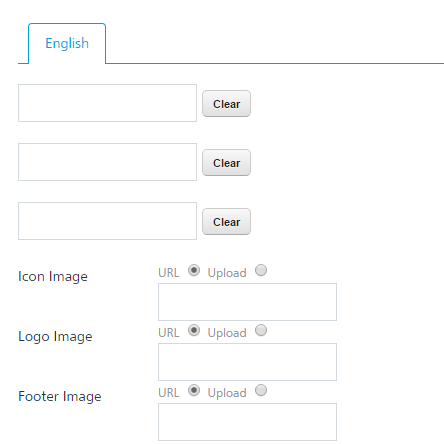 English
Clear
Clear
Clear
URL Upload
Icon Image
URL Upload
Logo Image
URL Upload
Footer Image